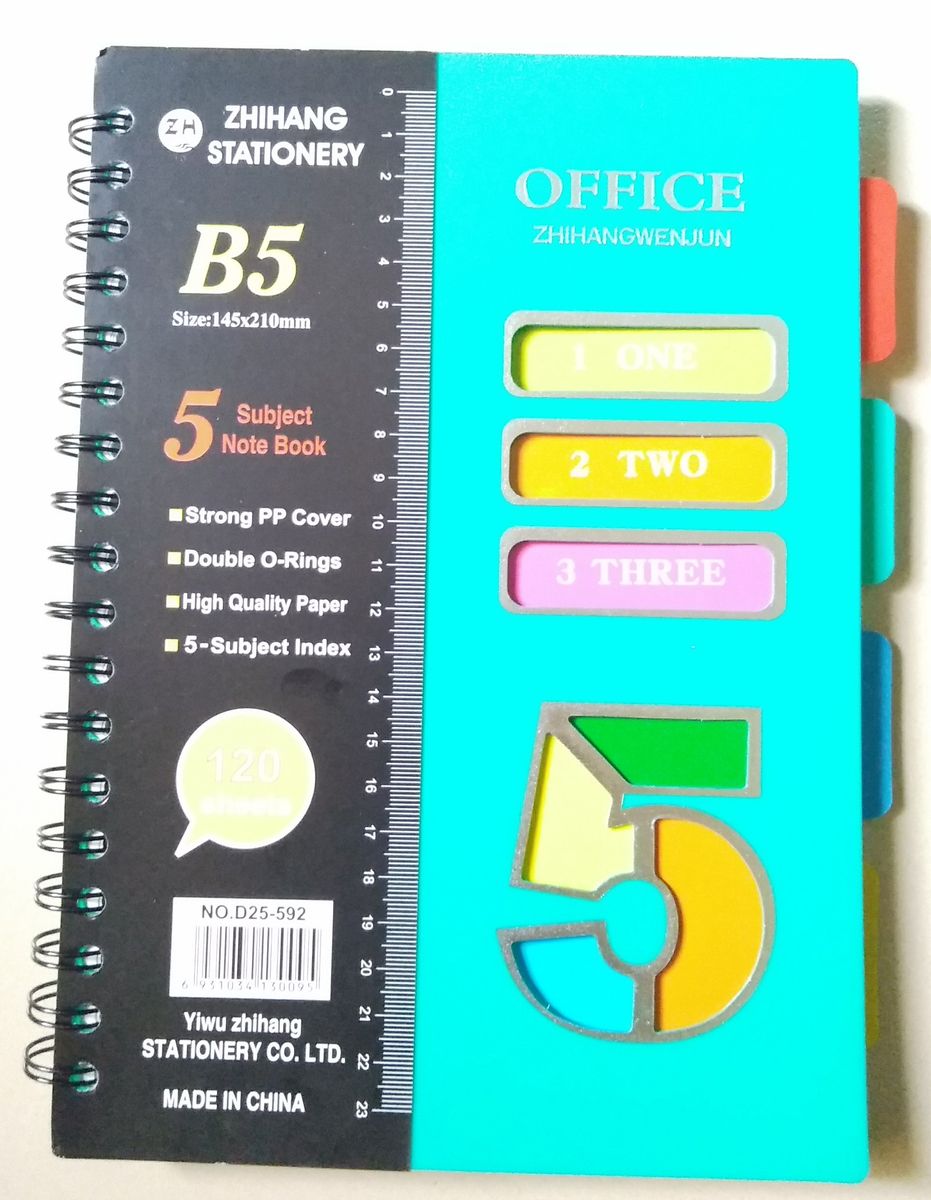 ZH
ZHIHANG
STATIONERY
B5
Size:145x210mm
5
Subject
Note Book
Strong PP Cover
Double O-Rings
High Quality Paper
5-Subject Index
120
sheets
NO.D25-592
6 931034 130095
Yiwu zhihang
STATIONERY CO. LTD.
MADE IN CHINA
0
1
2
3
4
5
6
7
8
9
10
11
12
13
14
15
16
17
18
19
20
21
22
23
OFFICE
ZHIHANGWENJUN
1 ONE
2 TWO
3 THREE
5